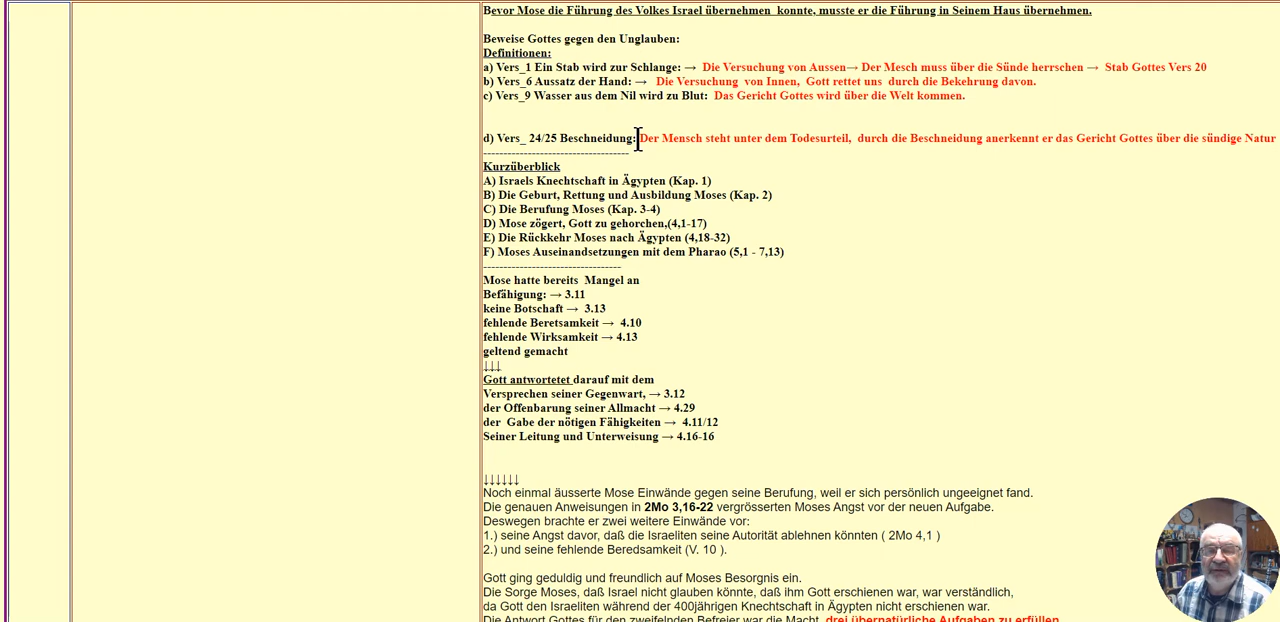 Bevor Mose die Führung des Volkes Israel übernehmen  konnte, musste er die Führung in Seinem Haus übernehmen.
Beweise Gottes gegen den Unglauben:
Definitionen:
a) Vers_1 Ein Stab wird zur Schlange: → Die Versuchung von Aussen→ Der Mesch muss über die Sünde herrschen → Stab Gottes Vers 20
b) Vers_6 Aussatz der Hand: → Die Versuchung  von Innen,  Gott rettet uns  durch die Bekehrung davon.
c) Vers_9 Wasser aus dem Nil wird zu Blut:  Das Gericht Gottes wird über die Welt kommen.
d) Vers_ 24/25 Beschneidung: Der Mensch steht unter dem Todesurteil,  durch die Beschneidung anerkennt er das Gericht Gottes über die sündige Natur
------------------------------------
Kurzüberblick
A) Israels Knechtschaft in Ägypten (Kap. 1)
B) Die Geburt, Rettung und Ausbildung Moses (Kap. 2)
C) Die Berufung Moses (Kap. 3-4)
D) Mose zögert, Gott zu gehorchen,(4,1-17)
E) Die Rückkehr Moses nach Ägypten (4,18-32)
F) Moses Auseinandsetzungen mit dem Pharao (5,1 - 7,13)
----------------------------------
Mose hatte bereits  Mangel an
Befähigung: → 3.11
keine Botschaft →  3.13
fehlende Beretsamkeit →  4.10
fehlende Wirksamkeit → 4.13
geltend gemacht
↓↓↓
Gott antwortetet darauf mit dem
Versprechen seiner Gegenwart, → 3.12
der Offenbarung seiner Allmacht → 4.29
der  Gabe der nötigen Fähigkeiten →  4.11/12
Seiner Leitung und Unterweisung → 4.16-16
↓↓↓↓↓↓
Noch einmal äusserte Mose Einwände gegen seine Berufung, weil er sich persönlich ungeeignet fand.
Die genauen Anweisungen in 2Mo 3,16-22 vergrösserten Moses Angst vor der neuen Aufgabe.
Deswegen brachte er zwei weitere Einwände vor:
1.) seine Angst davor, daß die Israeliten seine Autorität ablehnen könnten ( 2Mo 4,1 )
2.) und seine fehlende Beredsamkeit (V. 10 ).
Gott ging geduldig und freundlich auf Moses Besorgnis ein.
Die Sorge Moses, daß Israel nicht glauben könnte, daß ihm Gott erschienen war, war verständlich,
da Gott den Israeliten während der 400jährigen Knechtschaft in Ägypten nicht erschienen war.
Die Antwort Gottes für den zweifelnden Befreier war die Macht, drei übernatürliche Aufgaben zu erfüllen